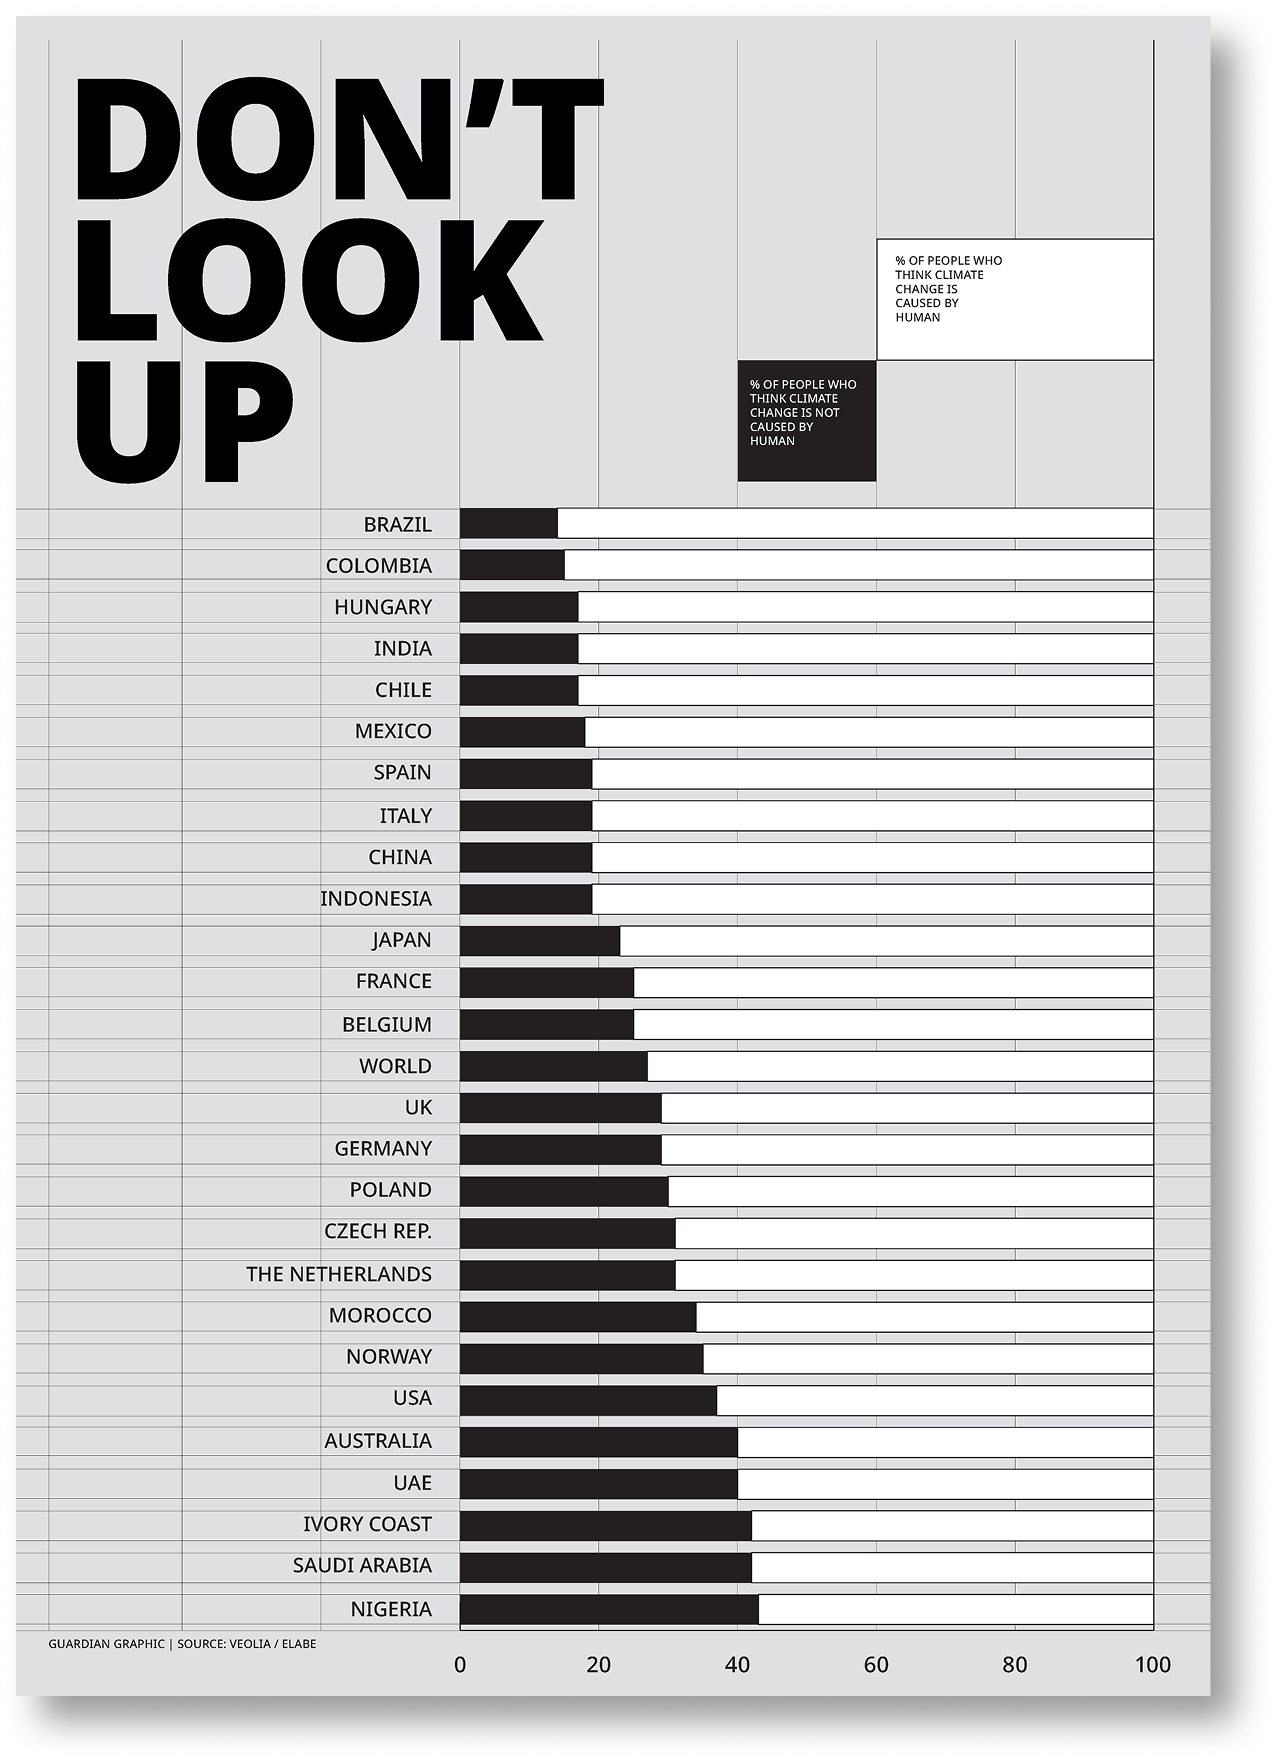 DON’T
LOOK
UP
% OF PEOPLE WHO
THINK CLIMATE
CHANGE IS
CAUSED BY
HUMAN
% OF PEOPLE WHO
THINK CLIMATE
CHANGE IS NOT
CAUSED BY
HUMAN
BRAZIL
COLOMBIA
HUNGARY
INDIA
CHILE
MEXICO
SPAIN
ITALY
CHINA
INDONESIA
JAPAN
FRANCE
BELGIUM
WORLD
UK
GERMANY
POLAND
CZECH REP.
THE NETHERLANDS
MOROCCO
NORWAY
USA
AUSTRALIA
UAE
IVORY COAST
SAUDI ARABIA
NIGERIA
GUARDIAN GRAPHIC | SOURCE: VEOLIA / ELABE
0 20 40 60 80 100